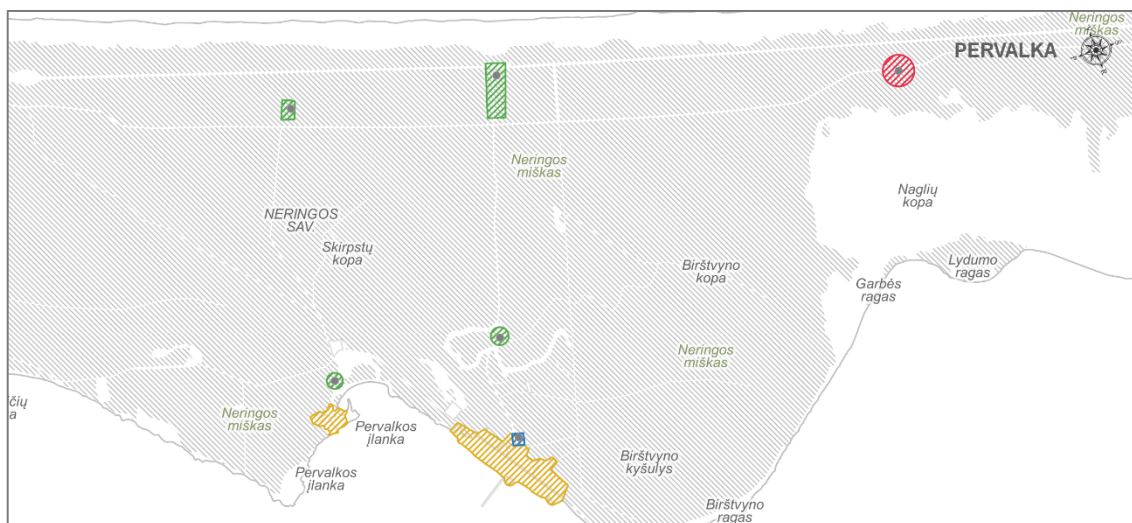 Neringos
miškas
PERVALKA
Neringos
miškas
Naglių
kopa
NERINGOS
SAV.
Skirpstų
kopa
Birštvyno
kopa
Lydumo
ragas
Garbės
ragas
Neringos
miškas
Neringos
miškas
Pervalkos
įlanka
Birštvyno
kyšulys
Pervalkos
įlanka
Birštvyno
ragas